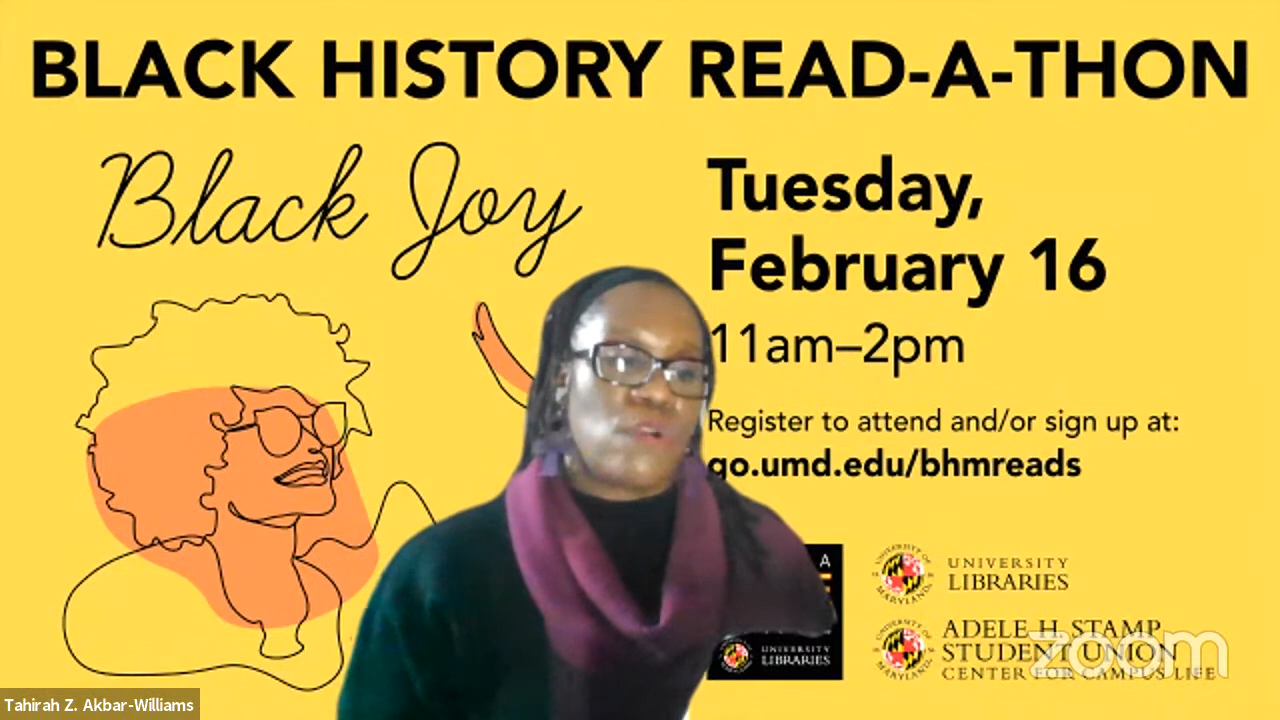 BLACK HISTORY READ-A-THON
Black Joy
Tuesday,
February 16
11am–2pm
Register to attend and/or sign up at:
go.umd.edu/bhmreads
A
UNIVERSITY
LIBRARIES
UNIVERSITY
LIBRARIES
ADELE H. STAMP
STUDENT UNION
CENTER FOR CAMPUS LIFE
zoom
Tahirah Z. Akbar-Williams